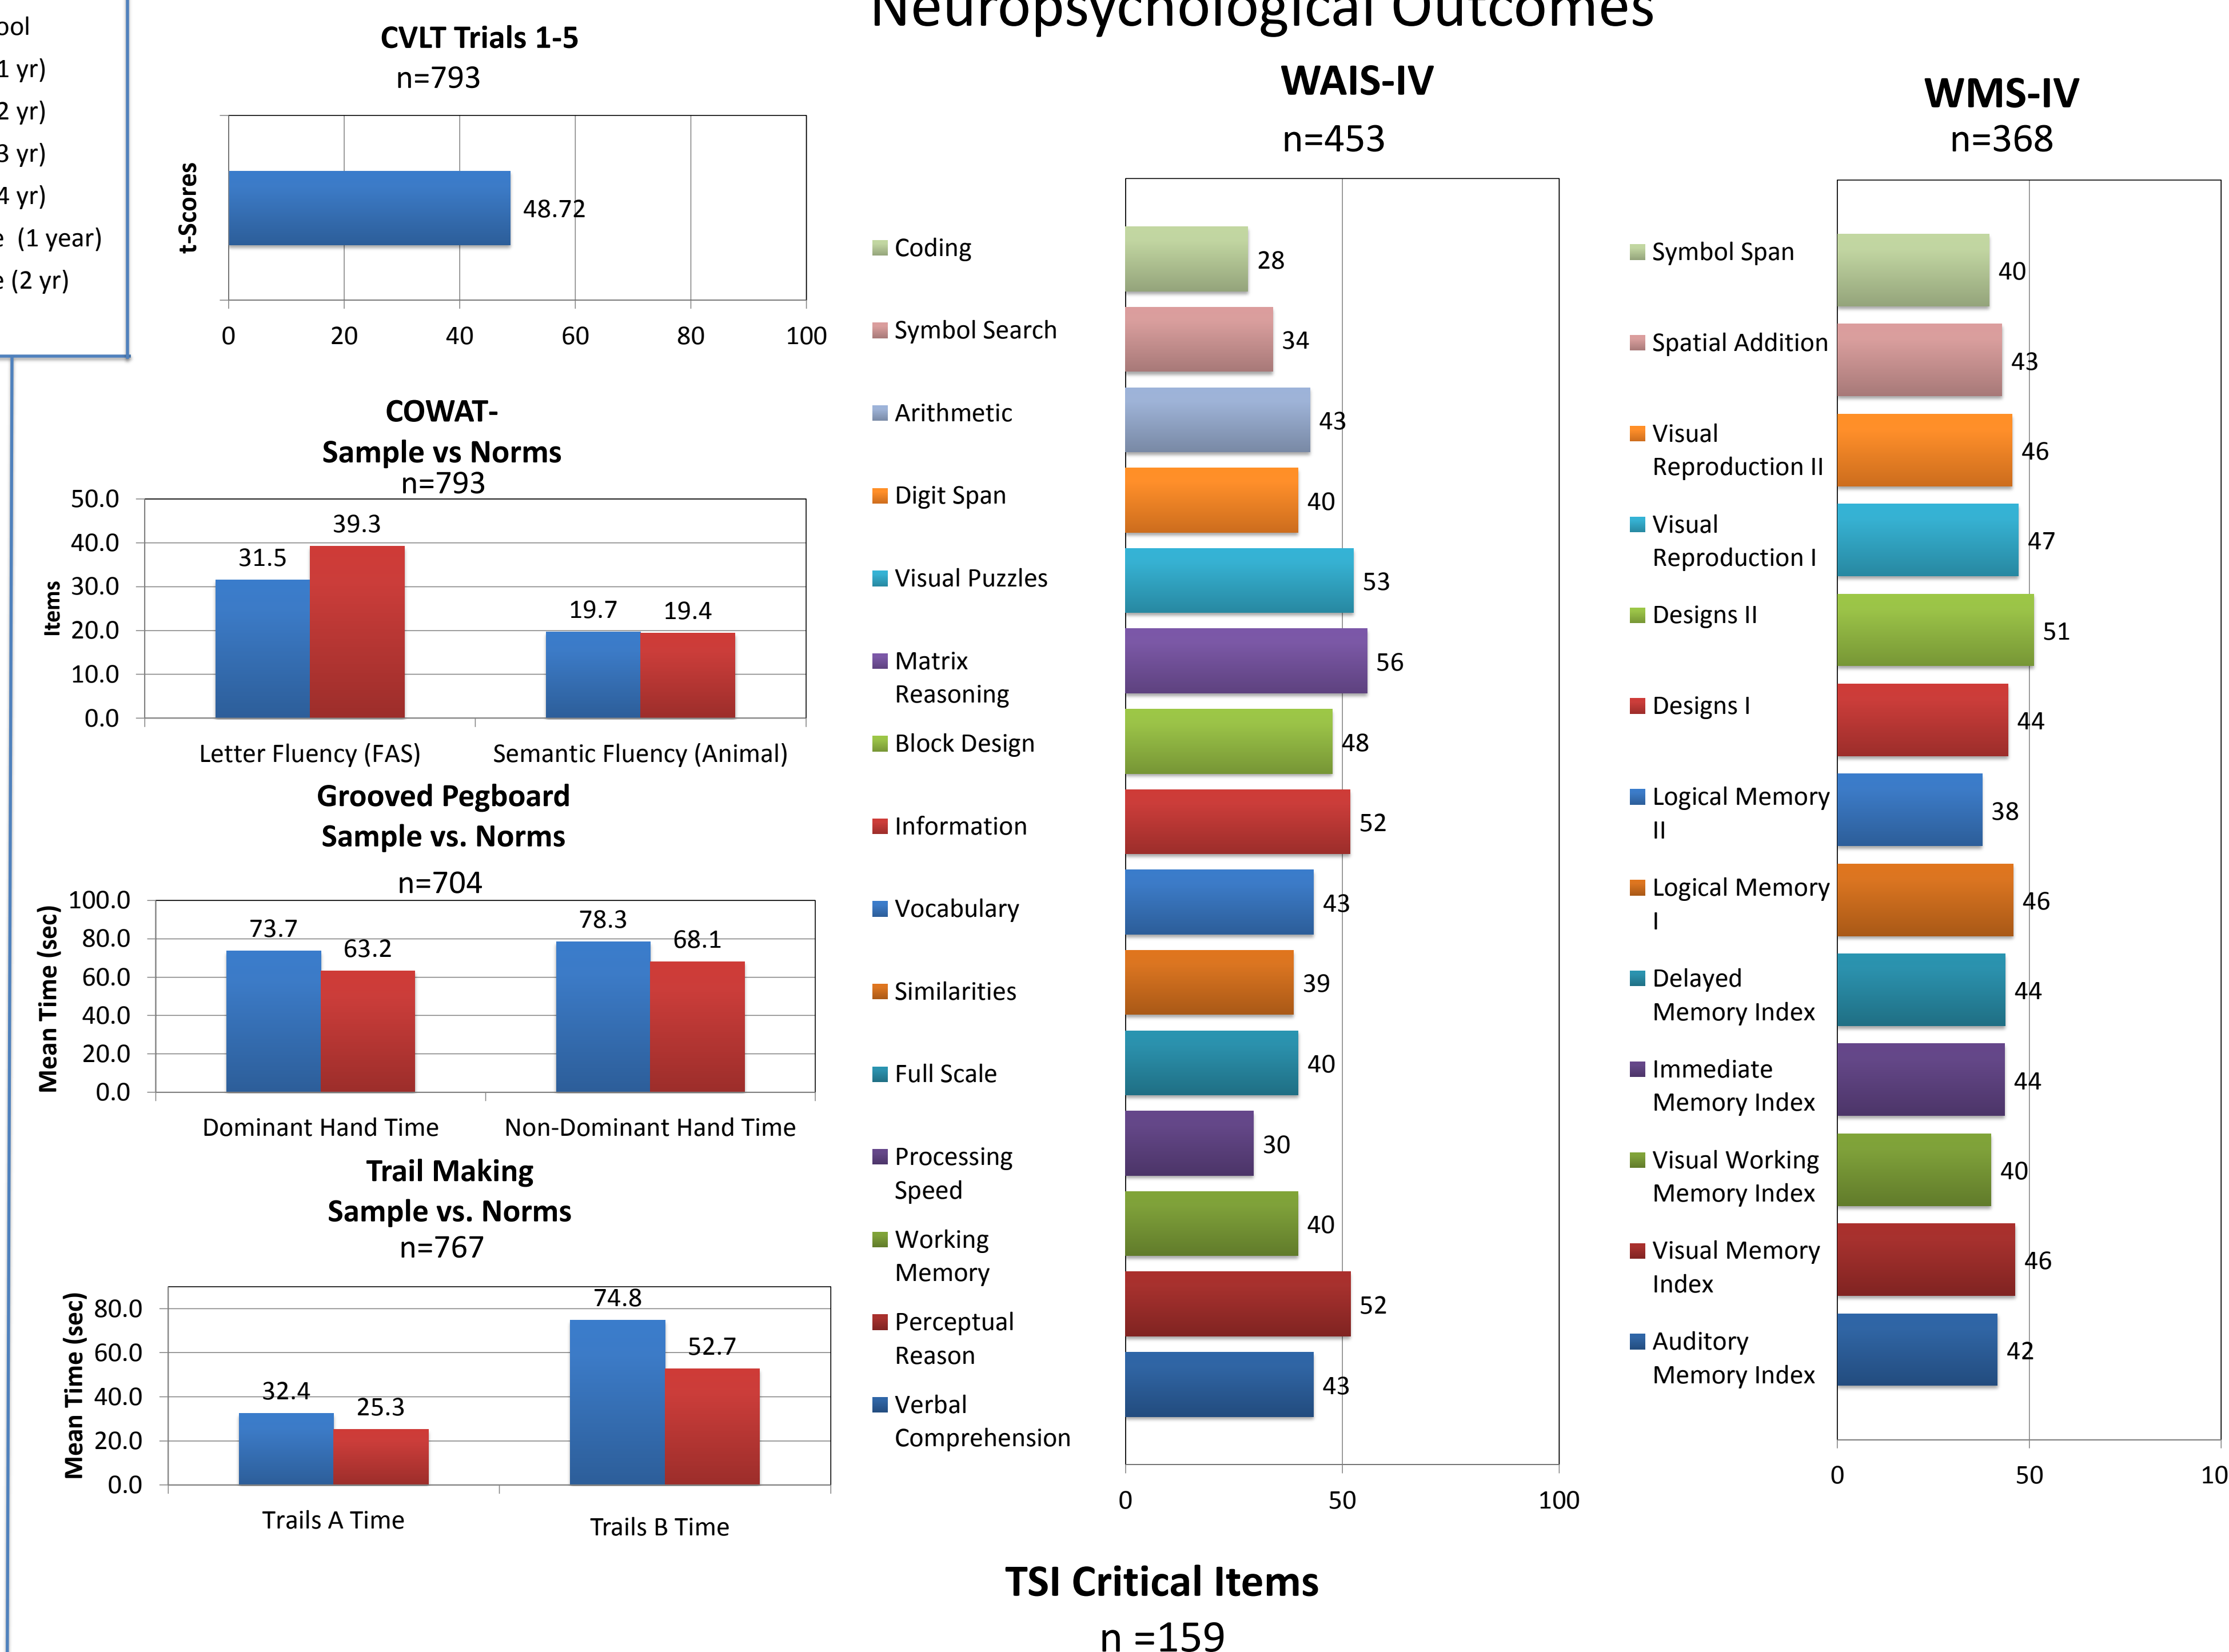 ool
1 yr)
2 yr)
3 yr)
4 yr)
e (1 year)
e (2 yr)
Neuropsychological Outcomes
CVLT Trials 1-5
n=793
t-Scores
48.72
0 20 40 60 80 100
COWAT-
Sample vs Norms
n=793
Items
50.0
40.0
30.0
20.0
10.0
0.0
31.5 39.3 19.7 19.4
Letter Fluency (FAS) Semantic Fluency (Animal)
Grooved Pegboard
Sample vs. Norms
n=704
Mean Time (sec)
100.0
80.0
60.0
40.0
20.0
0.0
73.7 63.2 78.3 68.1
Dominant Hand Time Non-Dominant Hand Time
Trail Making
Sample vs. Norms
n=767
Mean Time (sec)
80.0
60.0
40.0
20.0
0.0
32.4 25.3 74.8 52.7
Trails A Time Trails B Time
WAIS-IV
n=453
Coding 28
Symbol Search 34
Arithmetic 43
Digit Span 40
Visual Puzzles 53
Matrix 56
Reasoning
Block Design 48
Information 52
Vocabulary 43
Similarities 39
Full Scale 40
Processing 30
Speed
Working 40
Memory
Perceptual 52
Reason
Verbal 43
Comprehension
0 50 100
WMS-IV
n=368
Symbol Span 40
Spatial Addition 43
Visual 46
Reproduction II
Visual 47
Reproduction I
Designs II 51
Designs I 44
Logical Memory 38
II
Logical Memory 46
I
Delayed 44
Memory Index
Immediate 44
Memory Index
Visual Working 40
Memory Index
Visual Memory 46
Index
Auditory 42
Memory Index
0 50 10
TSI Critical Items
n =159